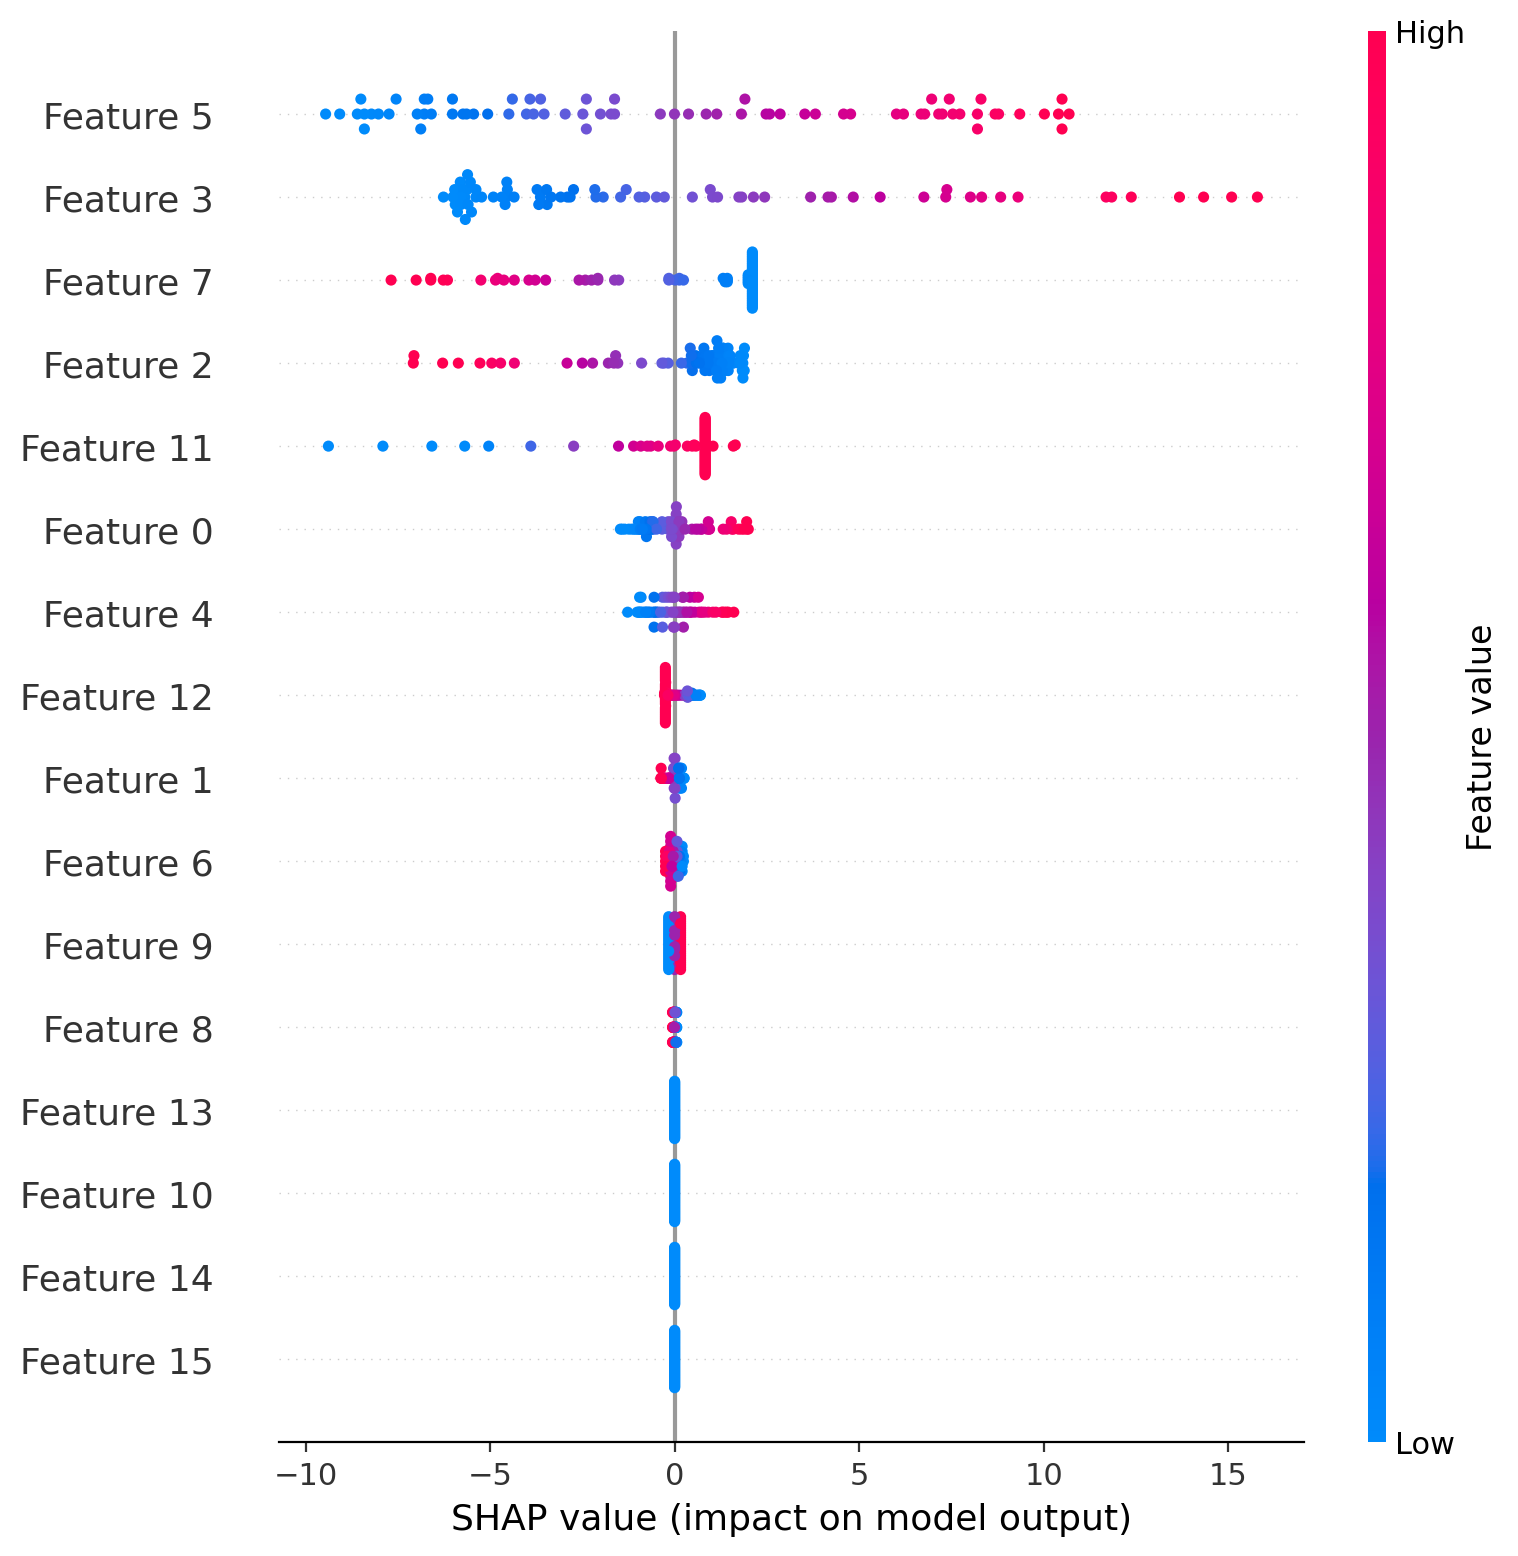 High
Feature 5
Feature 3
Feature 7
Feature 2
Feature 11
Feature 0
Feature 4
Feature 12
Feature 1
Feature 6
Feature 9
Feature 8
Feature 13
Feature 10
Feature 14
Feature 15
Feature value
Low
−10 −5 0 5 10 15
SHAP value (impact on model output)